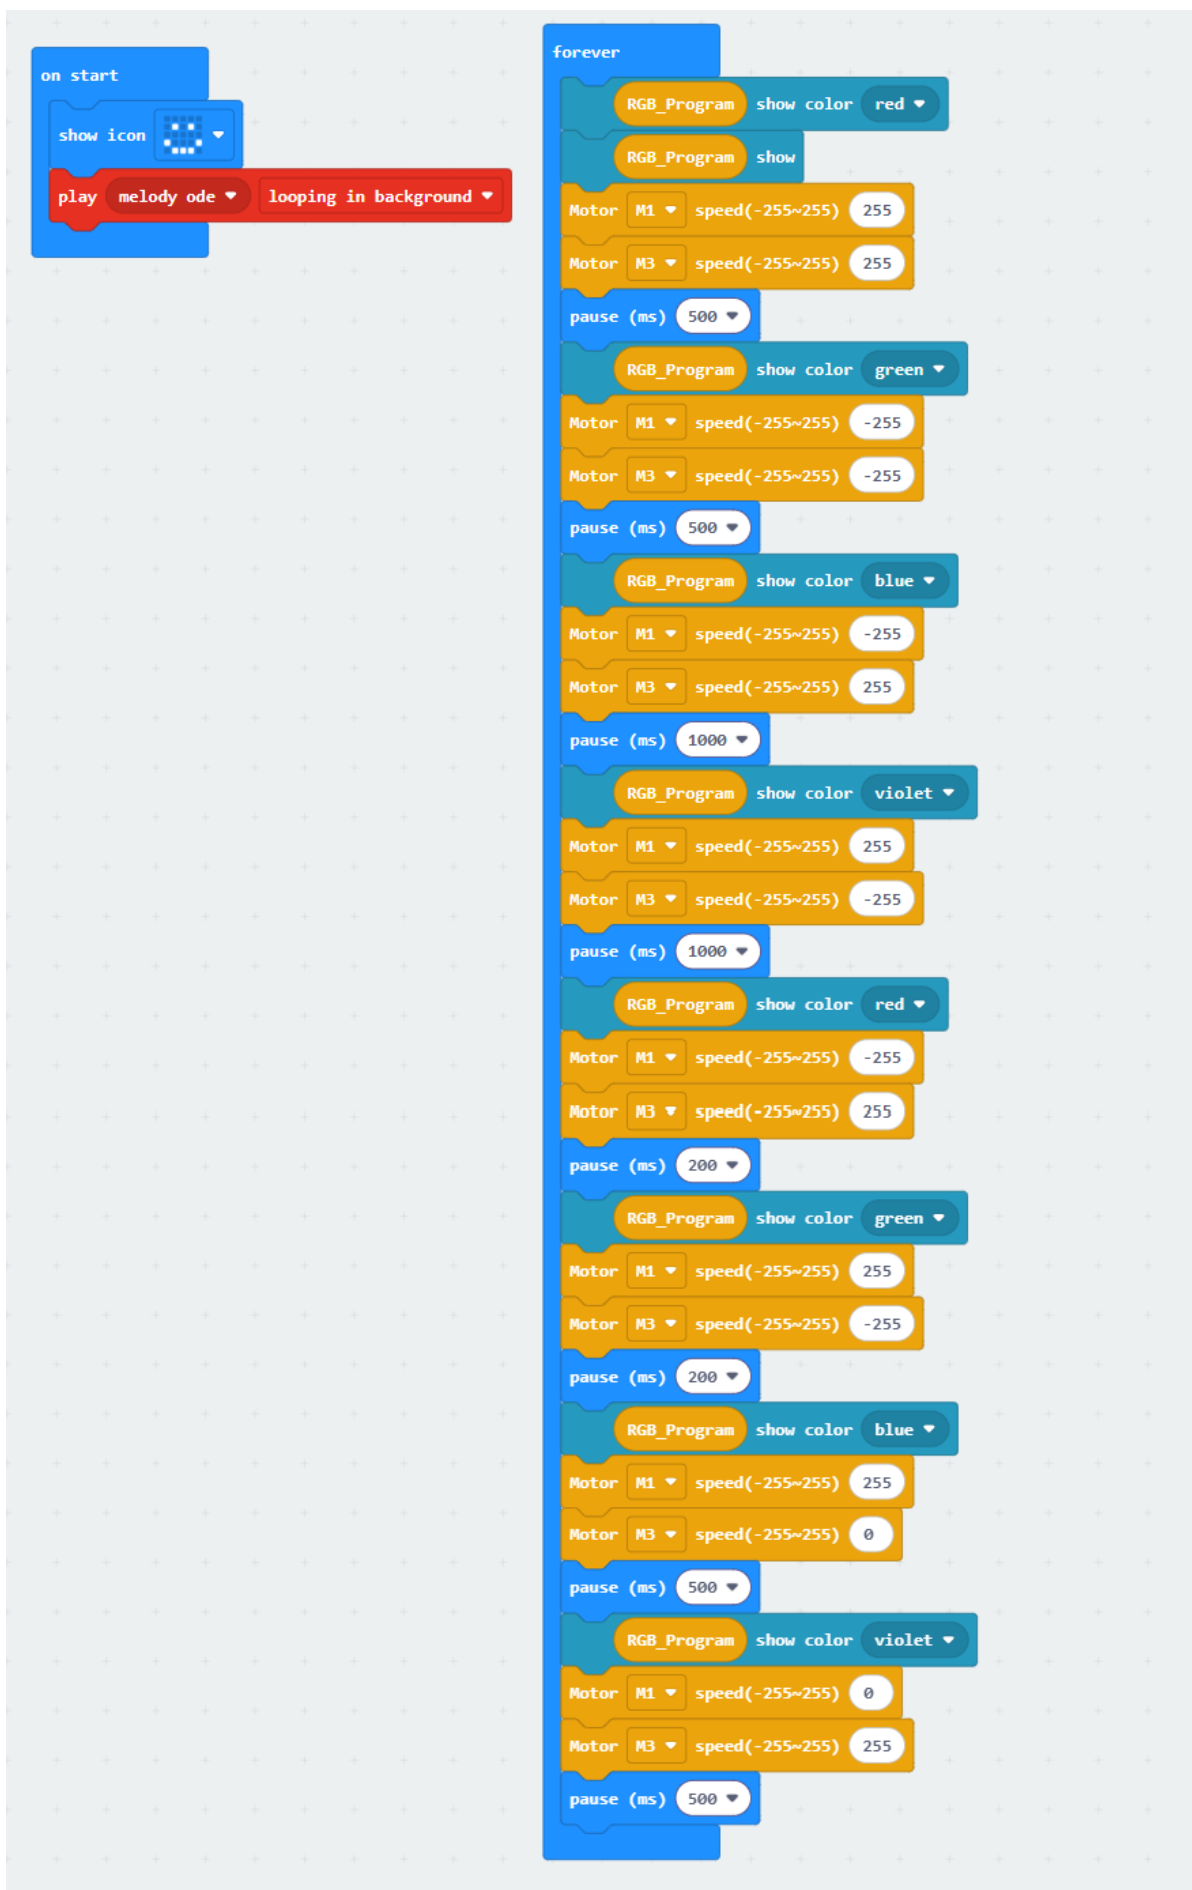 on start
show icon
play melody ode looping in background
forever
RGB_Program show color red
RGB_Program show
Motor M1 speed(-255~255) 255
Motor M3 speed(-255~255) 255
pause (ms) 500
RGB_Program show color green
Motor M1 speed(-255~255) -255
Motor M3 speed(-255~255) -255
pause (ms) 500
RGB_Program show color blue
Motor M1 speed(-255~255) -255
Motor M3 speed(-255~255) 255
pause (ms) 1000
RGB_Program show color violet
Motor M1 speed(-255~255) 255
Motor M3 speed(-255~255) -255
pause (ms) 1000
RGB_Program show color red
Motor M1 speed(-255~255) -255
Motor M3 speed(-255~255) 255
pause (ms) 200
RGB_Program show color green
Motor M1 speed(-255~255) 255
Motor M3 speed(-255~255) -255
pause (ms) 200
RGB_Program show color blue
Motor M1 speed(-255~255) 255
Motor M3 speed(-255~255) 0
pause (ms) 500
RGB_Program show color violet
Motor M1 speed(-255~255) 0
Motor M3 speed(-255~255) 255
pause (ms) 500